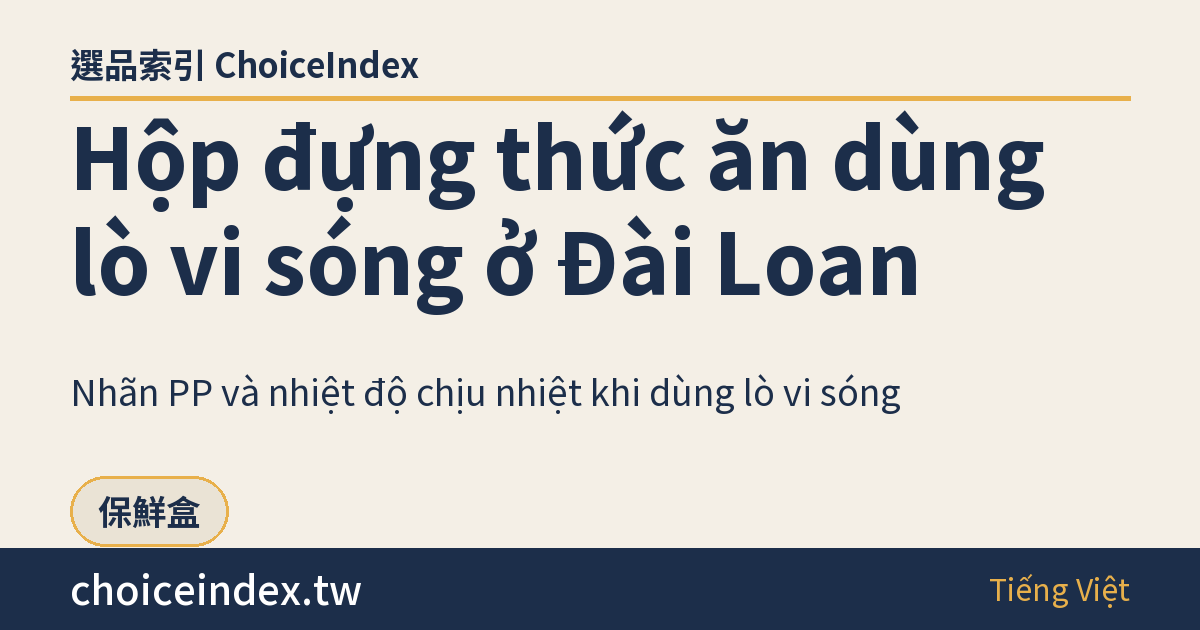 選品索引 ChoiceIndex
Hộp đựng thức ăn dùng
lò vi sóng ở Đài Loan
Nhãn PP và nhiệt độ chịu nhiệt khi dùng lò vi sóng
保鮮盒
choiceindex.tw
Tiếng Việt